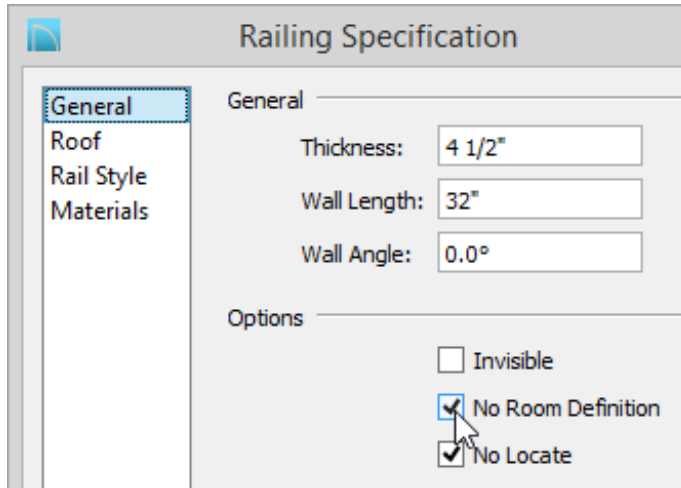 Railing Specification
General
Roof
Rail Style
Materials
General
Thickness: 4 1/2"
Wall Length: 32"
Wall Angle: 0.0°
Options
Invisible
No Room Definition
No Locate